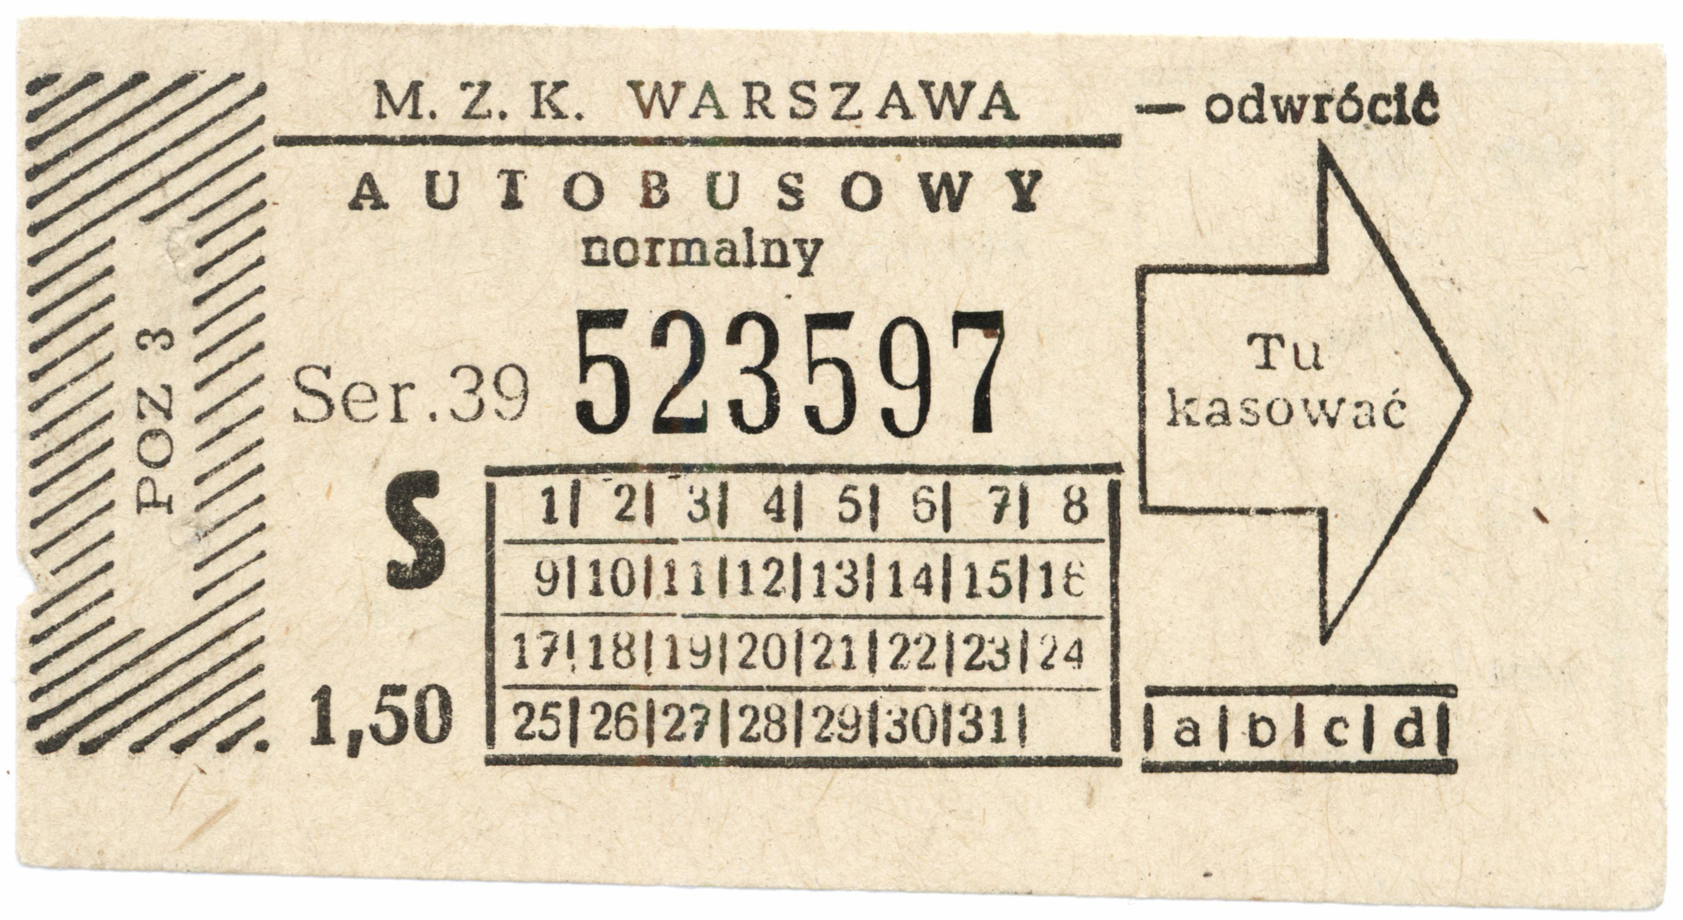 M. Z. K. WARSZAWA
AUTOBUSOWY
normalny
Ser.39 523597
POZ 3
S
1,50
1| 2| 3| 4| 5| 6| 7| 8
9|10|11|12|13|14|15|16
17|18|19|20|21|22|23|24
25|26|27|28|29|30|31|
— odwrócić
Tu
kasować
|a|b|c|d|